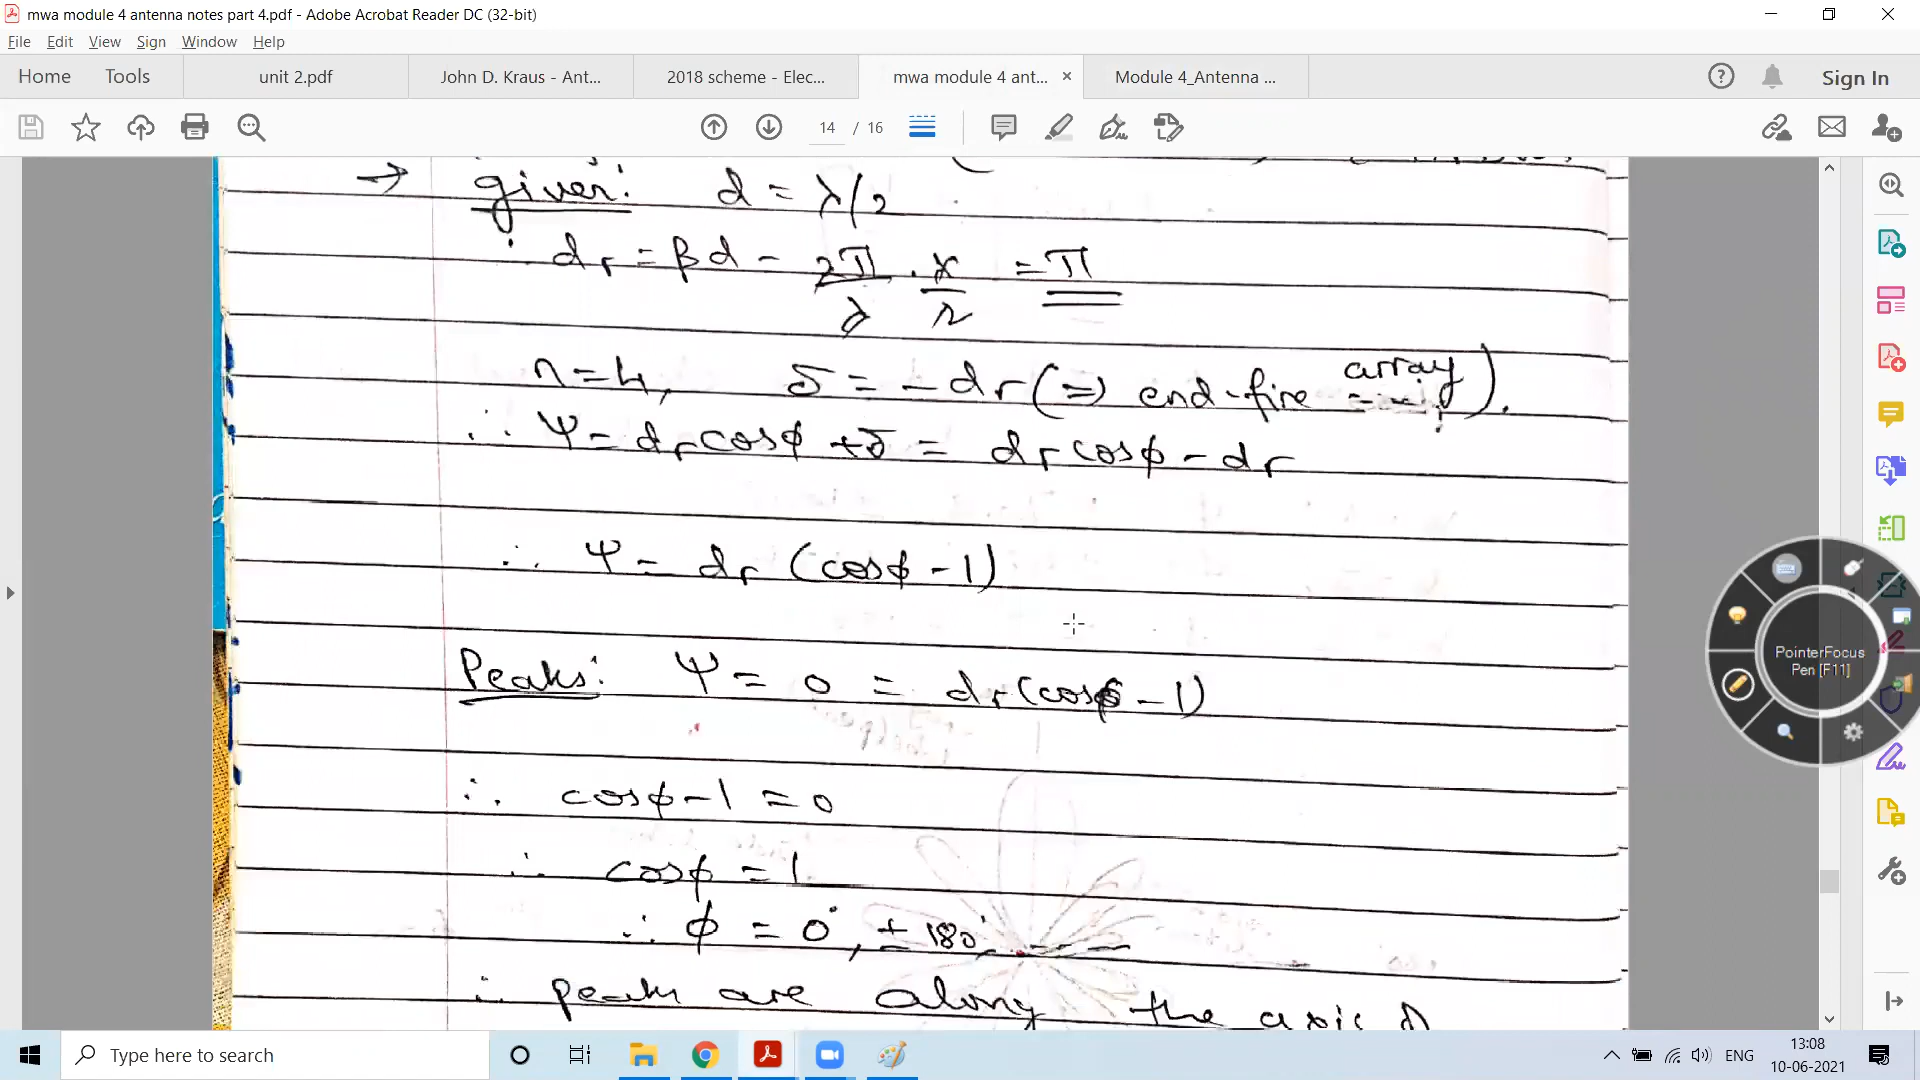 mwa module 4 antenna notes part 4.pdf - Adobe Acrobat Reader DC (32-bit)
File Edit View Sign Window Help
Home Tools unit 2.pdf John D. Kraus - Ant... 2018 scheme - Elec... mwa module 4 ant... × Module 4_Antenna ... Sign In
14 / 16
→ given: d = λ/2
∴ dr = βd = 2π/λ · λ/2 = π
n=4, δ = -dr (⇒ end-fire array).
∴ Ψ = dr cosφ + δ = dr cosφ - dr
∴ Ψ = dr (cosφ - 1)
Peaks: Ψ = 0 = dr (cosφ - 1)
∴ cosφ - 1 = 0
∴ cosφ = 1
∴ φ = 0°, ± 180°, - - -
∴ peaks are along the axis
PointerFocus
Pen [F11]
Type here to search
ENG
13:08
10-06-2021